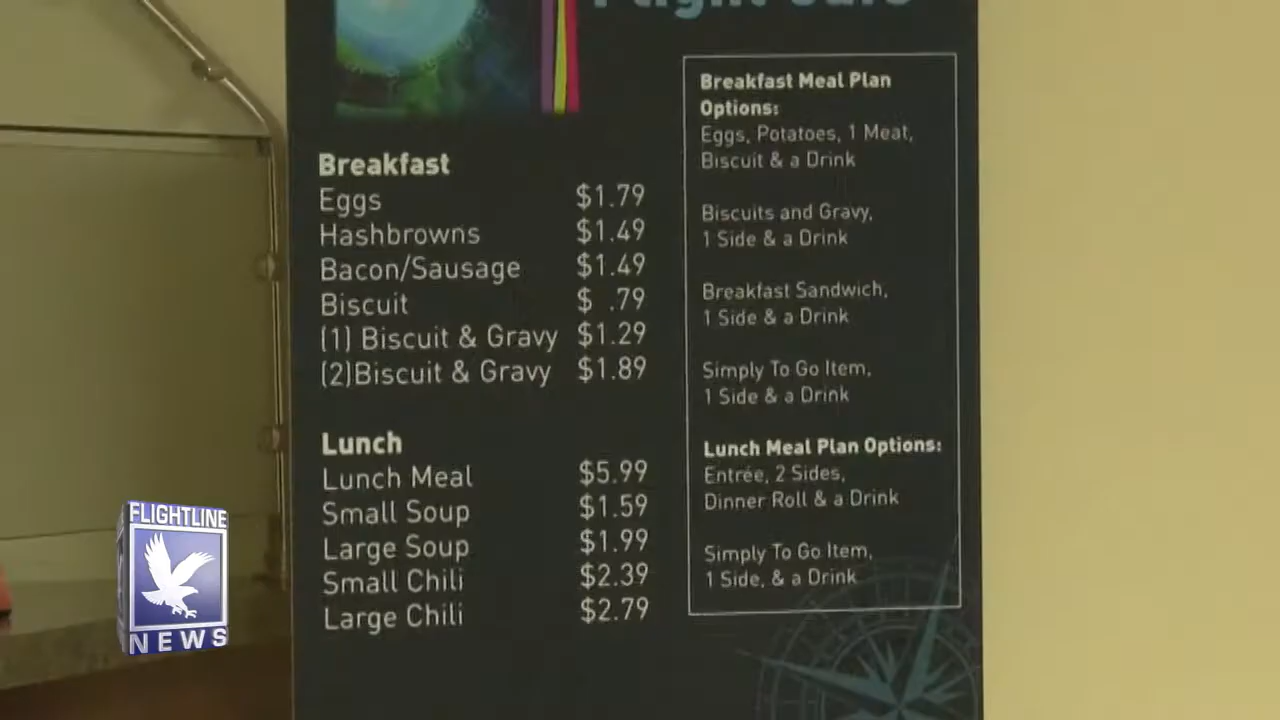 Breakfast
Eggs $1.79
Hashbrowns $1.49
Bacon/Sausage $1.49
Biscuit $ .79
(1) Biscuit & Gravy $1.29
(2)Biscuit & Gravy $1.89
Lunch
Lunch Meal $5.99
Small Soup $1.59
Large Soup $1.99
Small Chili $2.39
Large Chili $2.79
Breakfast Meal Plan
Options:
Eggs, Potatoes, 1 Meat,
Biscuit & a Drink
Biscuits and Gravy,
1 Side & a Drink
Breakfast Sandwich,
1 Side & a Drink
Simply To Go Item,
1 Side & a Drink
Lunch Meal Plan Options:
Entrée, 2 Sides,
Dinner Roll & a Drink
Simply To Go Item,
1 Side, & a Drink
FLIGHTLINE
NEWS